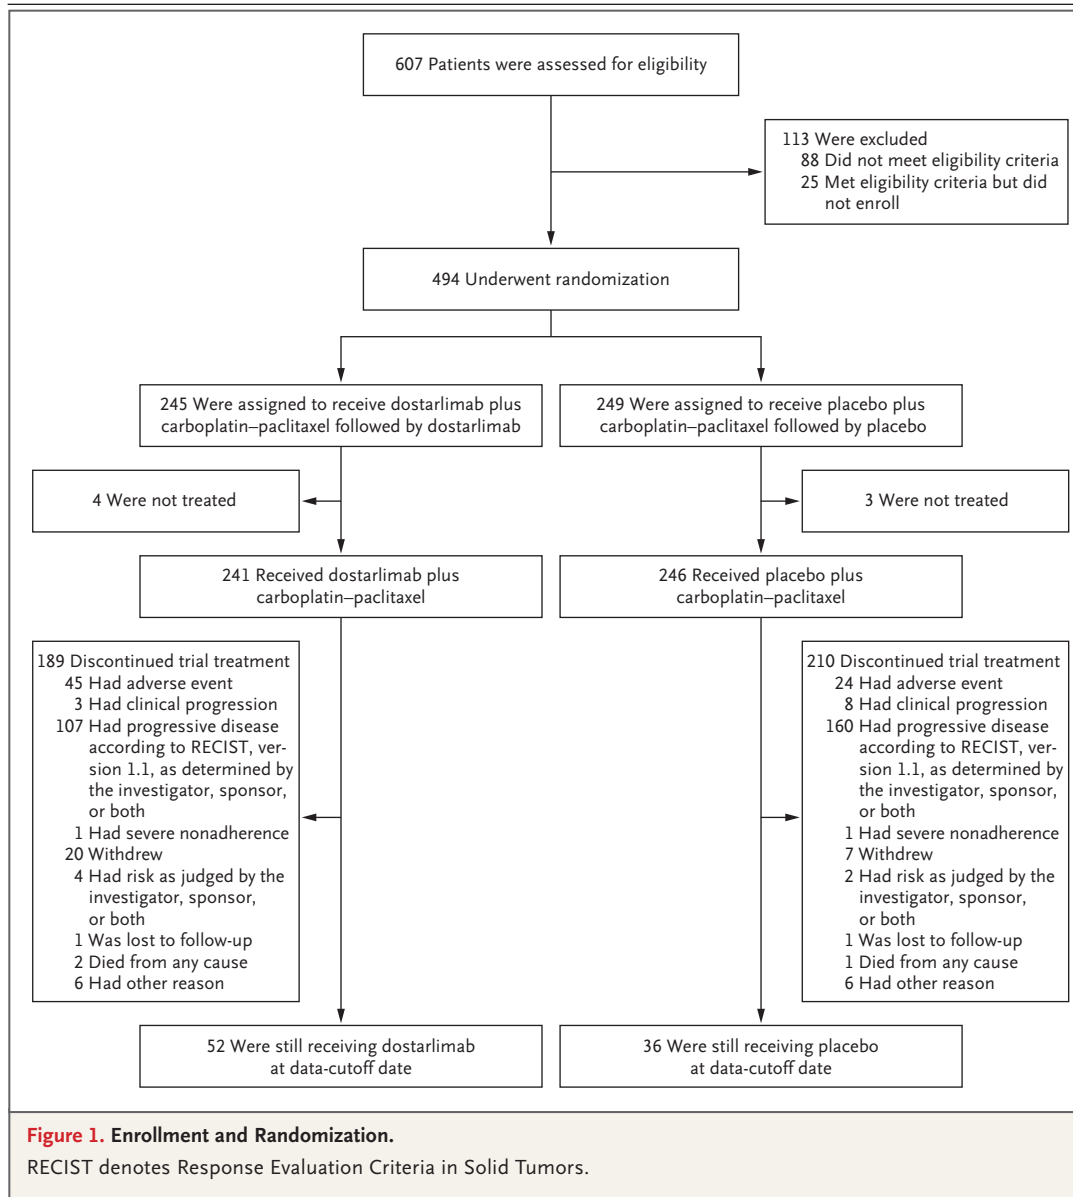 607 Patients were assessed for eligibility
113 Were excluded
88 Did not meet eligibility criteria
25 Met eligibility criteria but did
not enroll
494 Underwent randomization
245 Were assigned to receive dostarlimab plus
carboplatin–paclitaxel followed by dostarlimab
249 Were assigned to receive placebo plus
carboplatin–paclitaxel followed by placebo
4 Were not treated
3 Were not treated
241 Received dostarlimab plus
carboplatin–paclitaxel
246 Received placebo plus
carboplatin–paclitaxel
189 Discontinued trial treatment
45 Had adverse event
3 Had clinical progression
107 Had progressive disease
according to RECIST, ver-
sion 1.1, as determined by
the investigator, sponsor,
or both
1 Had severe nonadherence
20 Withdrew
4 Had risk as judged by the
investigator, sponsor,
or both
1 Was lost to follow-up
2 Died from any cause
6 Had other reason
210 Discontinued trial treatment
24 Had adverse event
8 Had clinical progression
160 Had progressive disease
according to RECIST, ver-
sion 1.1, as determined by
the investigator, sponsor,
or both
1 Had severe nonadherence
7 Withdrew
2 Had risk as judged by the
investigator, sponsor,
or both
1 Was lost to follow-up
1 Died from any cause
6 Had other reason
52 Were still receiving dostarlimab
at data-cutoff date
36 Were still receiving placebo
at data-cutoff date
Figure 1. Enrollment and Randomization.
RECIST denotes Response Evaluation Criteria in Solid Tumors.